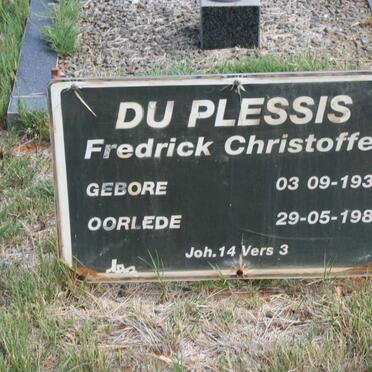 DU PLESSIS
Fredrick Christoffe
GEBORE 03 09-193
OORLEDE 29-05-198
Joh.14 Vers 3